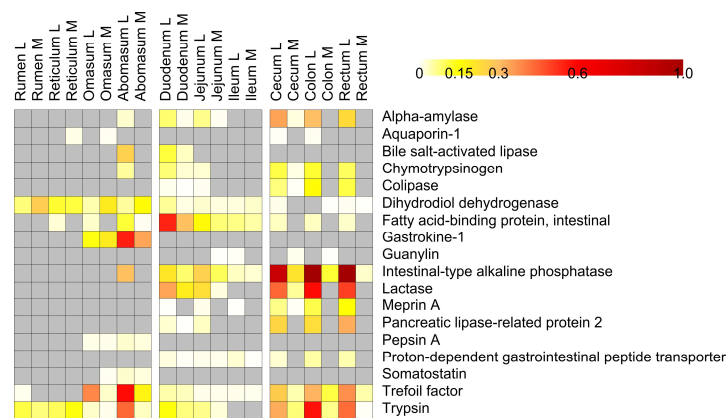 Rumen L
Rumen M
Reticulum L
Reticulum M
Omasum L
Omasum M
Abomasum L
Abomasum M
Duodenum L
Duodenum M
Jejunum L
Jejunum M
Ileum L
Ileum M
Cecum L
Cecum M
Colon L
Colon M
Rectum L
Rectum M
0 0.15 0.3 0.6 1.0
Alpha-amylase
Aquaporin-1
Bile salt-activated lipase
Chymotrypsinogen
Colipase
Dihydrodiol dehydrogenase
Fatty acid-binding protein, intestinal
Gastrokine-1
Guanylin
Intestinal-type alkaline phosphatase
Lactase
Meprin A
Pancreatic lipase-related protein 2
Pepsin A
Proton-dependent gastrointestinal peptide transporter
Somatostatin
Trefoil factor
Trypsin